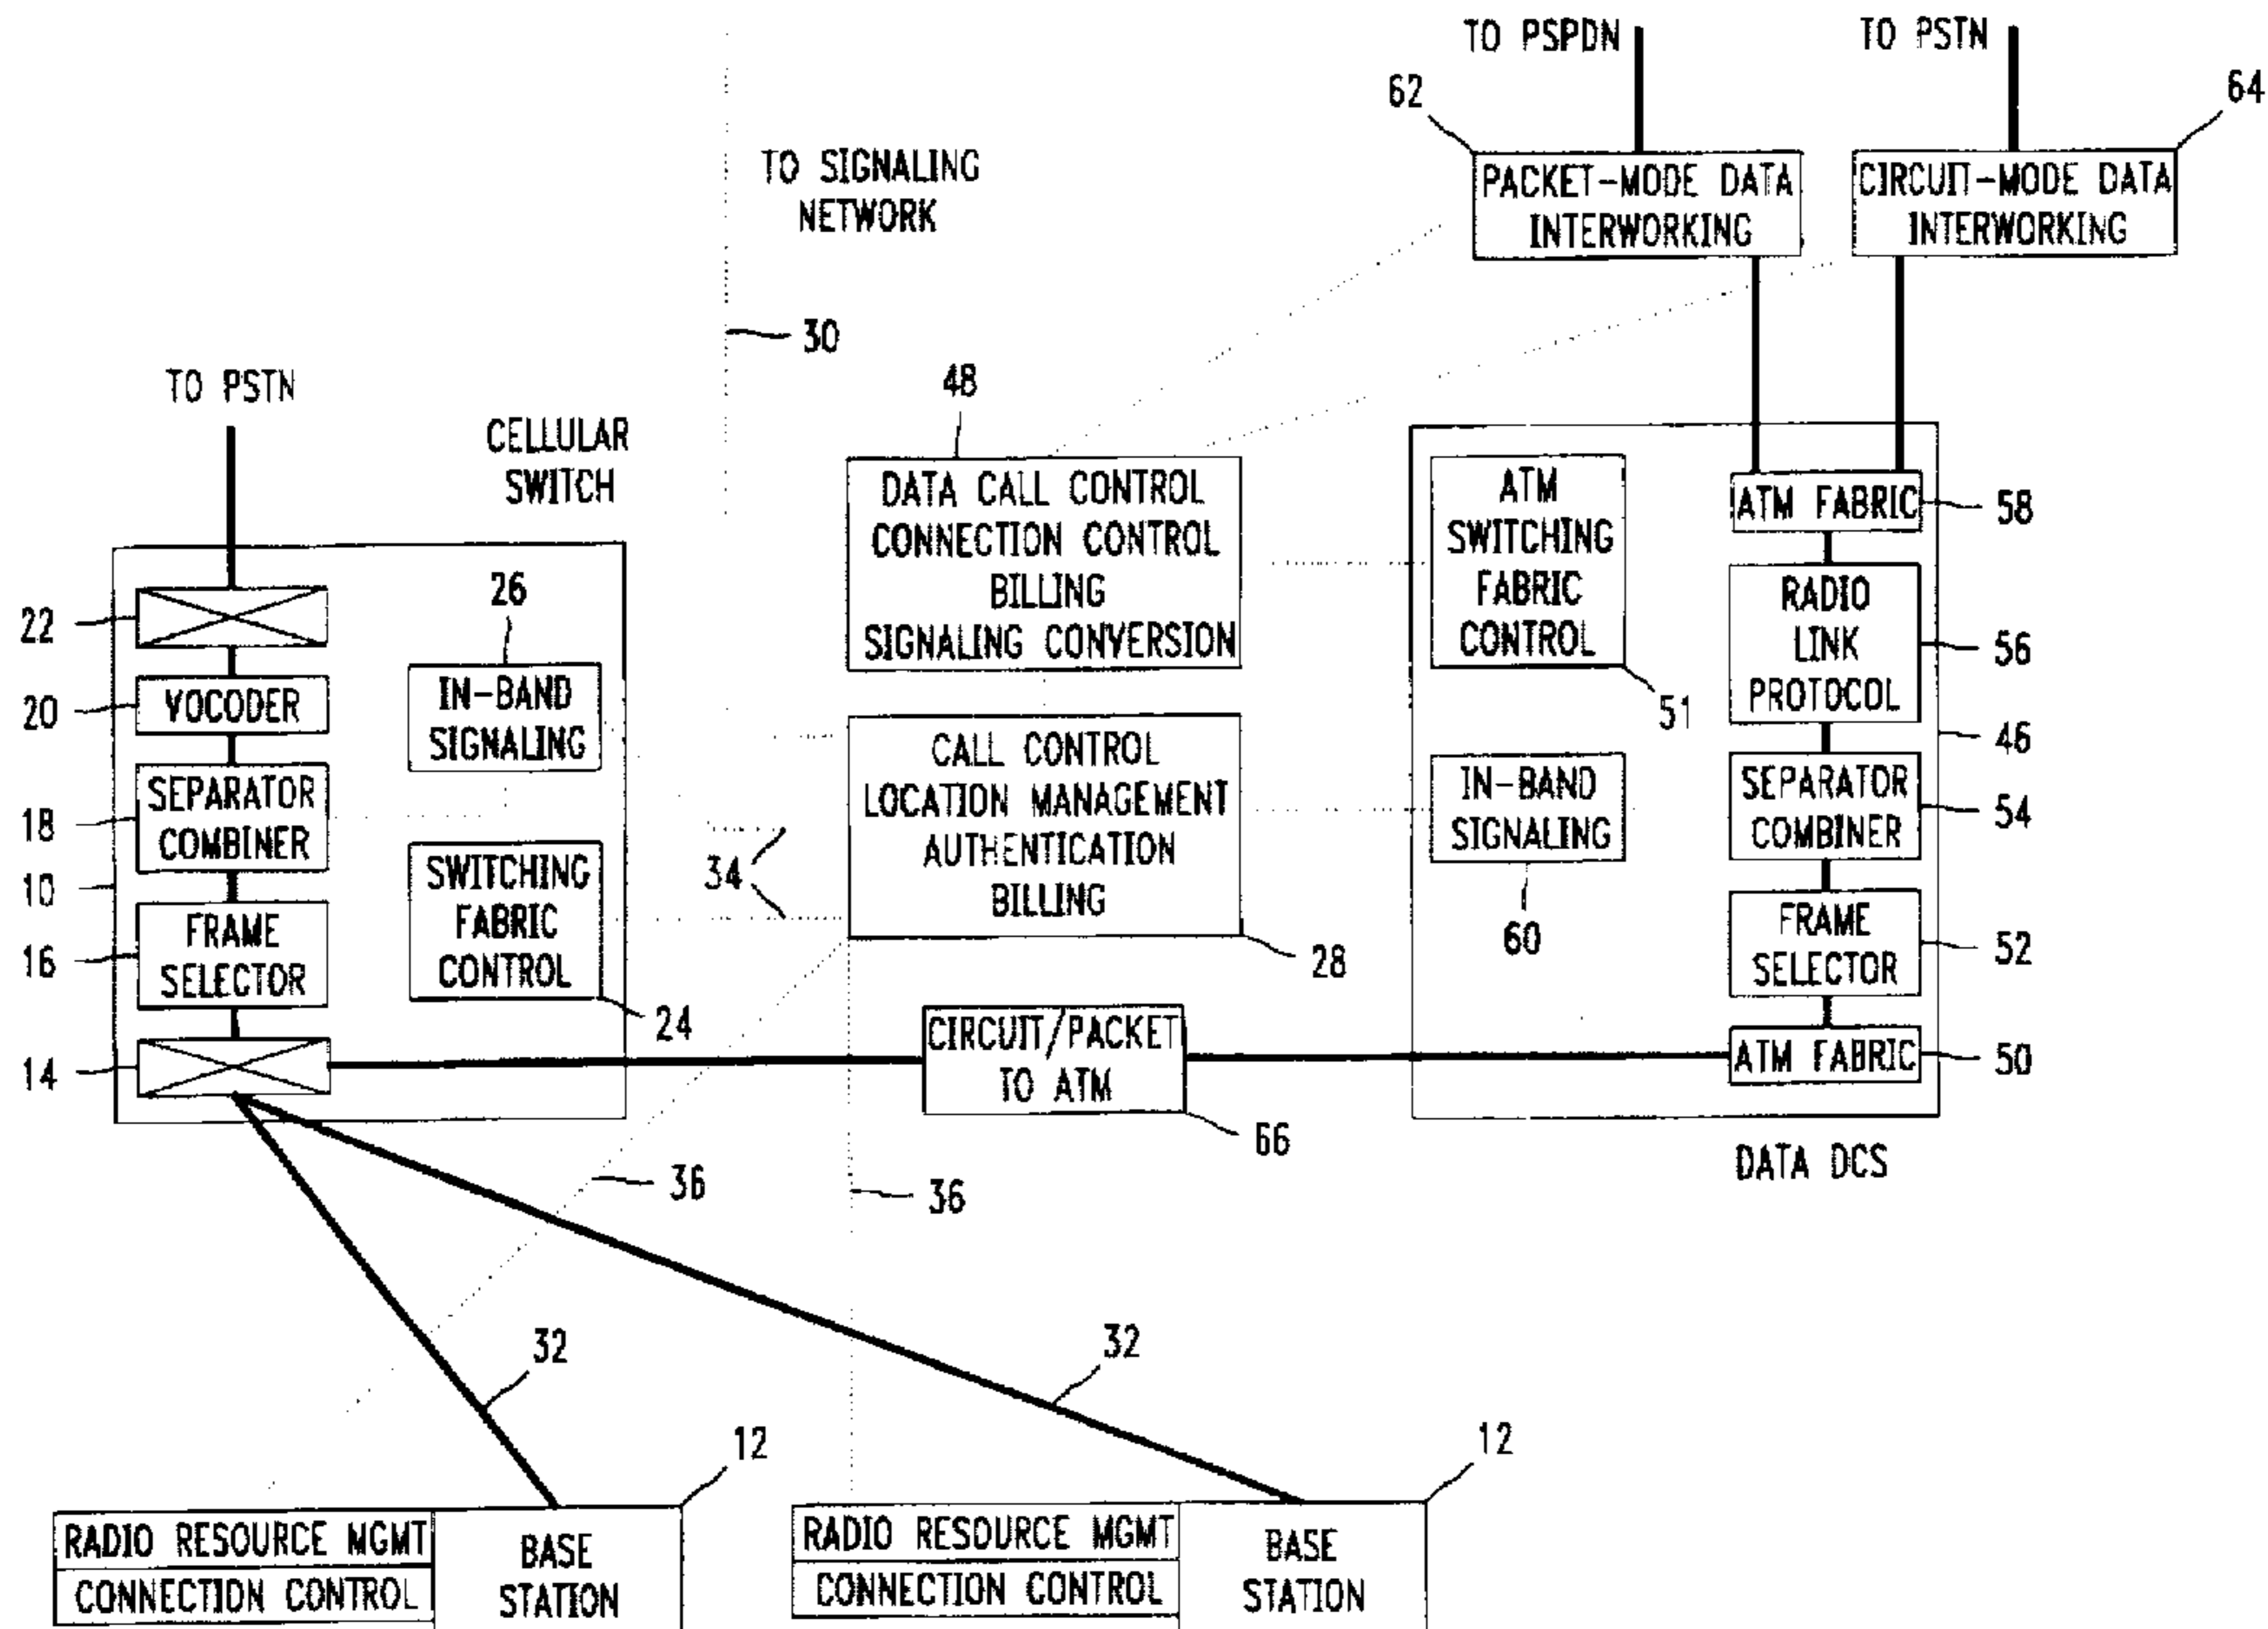 TO PSPDN
TO PSTN
62
64
TO SIGNALING
NETWORK
PACKET-MODE DATA
INTERWORKING
CIRCUIT-MODE DATA
INTERWORKING
30
TO PSTN
CELLULAR
SWITCH
48
DATA CALL CONTROL
CONNECTION CONTROL
BILLING
SIGNALING CONVERSION
ATM
SWITCHING
FABRIC
CONTROL
51
ATM FABRIC
58
RADIO
LINK
PROTOCOL
56
46
22
26
IN-BAND
SIGNALING
20
VOCODER
CALL CONTROL
LOCATION MANAGEMENT
AUTHENTICATION
BILLING
28
IN-BAND
SIGNALING
60
SEPARATOR
COMBINER
54
18
SEPARATOR
COMBINER
10
34
SWITCHING
FABRIC
CONTROL
24
16
FRAME
SELECTOR
FRAME
SELECTOR
52
14
CIRCUIT/PACKET
TO ATM
66
ATM FABRIC
50
DATA DCS
36
36
32
32
12
12
RADIO RESOURCE MGMT
CONNECTION CONTROL
BASE
STATION
RADIO RESOURCE MGMT
CONNECTION CONTROL
BASE
STATION